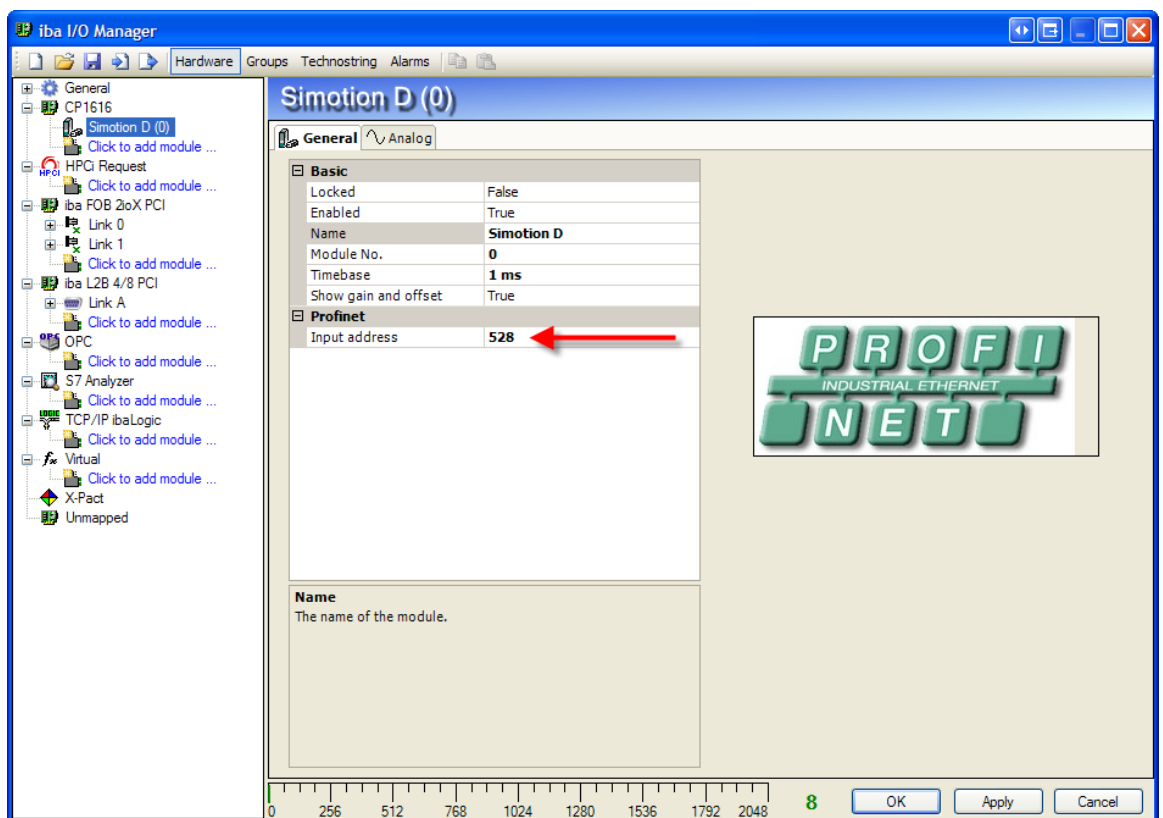 iba I/O Manager
Hardware Groups Technostring Alarms
General
CP1616
Simotion D (0)
Click to add module ...
HPCi Request
Click to add module ...
iba FOB 2ioX PCI
Link 0
Link 1
Click to add module ...
iba L2B 4/8 PCI
Link A
Click to add module ...
OPC
Click to add module ...
S7 Analyzer
Click to add module ...
TCP/IP ibaLogic
Click to add module ...
Virtual
Click to add module ...
X-Pact
Unmapped
Simotion D (0)
General Analog
Basic
Locked False
Enabled True
Name Simotion D
Module No. 0
Timebase 1 ms
Show gain and offset True
Profinet
Input address 528
PROFI
INDUSTRIAL ETHERNET
NET
Name
The name of the module.
0 256 512 768 1024 1280 1536 1792 2048
8 OK Apply Cancel